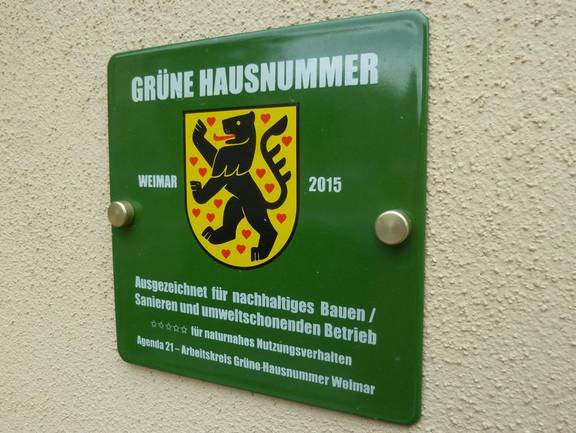 GRÜNE HAUSNUMMER
WEIMAR 2015
Ausgezeichnet für nachhaltiges Bauen /
Sanieren und umweltschonenden Betrieb
☆☆☆☆☆ für naturnahes Nutzungsverhalten
Agenda 21 – Arbeitskreis Grüne Hausnummer Weimar